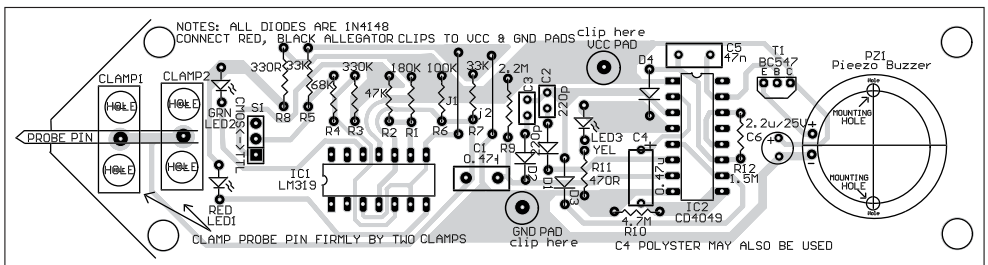 NOTES: ALL DIODES ARE 1N4148
CONNECT RED, BLACK ALLEGATOR CLIPS TO VCC & GND PADS
clip here
VCC PAD
CLAMP1
CLAMP2
HOLE
HOLE
HOLE
HOLE
PROBE PIN
GRN
LED2
RED
LED1
CMOS<-->TTL
S1
330R
33K
68K
330K
47K
180K
100K
33K
2.2M
R8
R5
R4
R3
R2
R1
R6
J1
R7
j2
R9
C3
220p
C2
220p
D4
C5
47n
T1
BC547
E B C
PZ1
Pieezo Buzzer
Hole
MOUNTING
HOLE
MOUNTING
HOLE
Hole
LED3
YEL
C4
0.47u
R11
470R
IC1
LM319
C1
0.47u
D2
D1
D3
2.2u/25V
C6
R12
1.5M
IC2
CD4049
4.7M
R10
GND PAD
clip here
CLAMP PROBE PIN FIRMLY BY TWO CLAMPS
C4 POLYSTER MAY ALSO BE USED